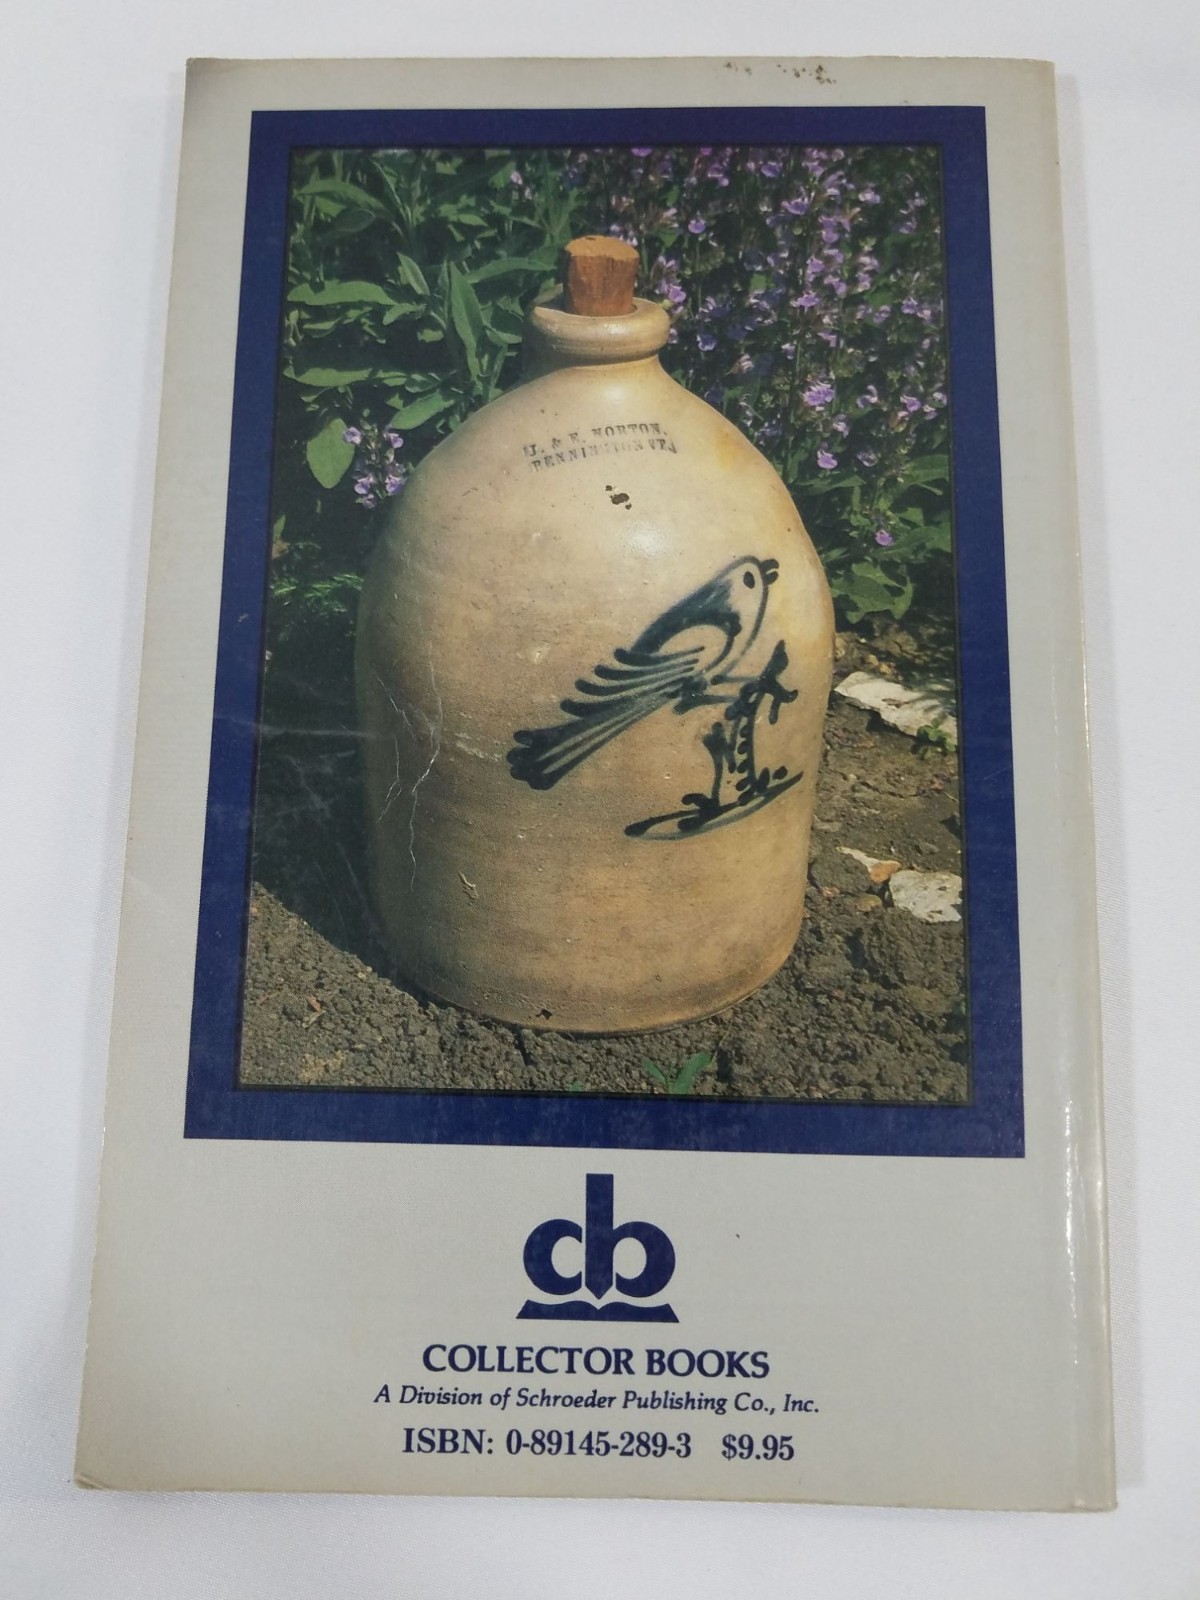 J. & E. NORTON,
BENNINGTON VT.
cb
COLLECTOR BOOKS
A Division of Schroeder Publishing Co., Inc.
ISBN: 0-89145-289-3 $9.95